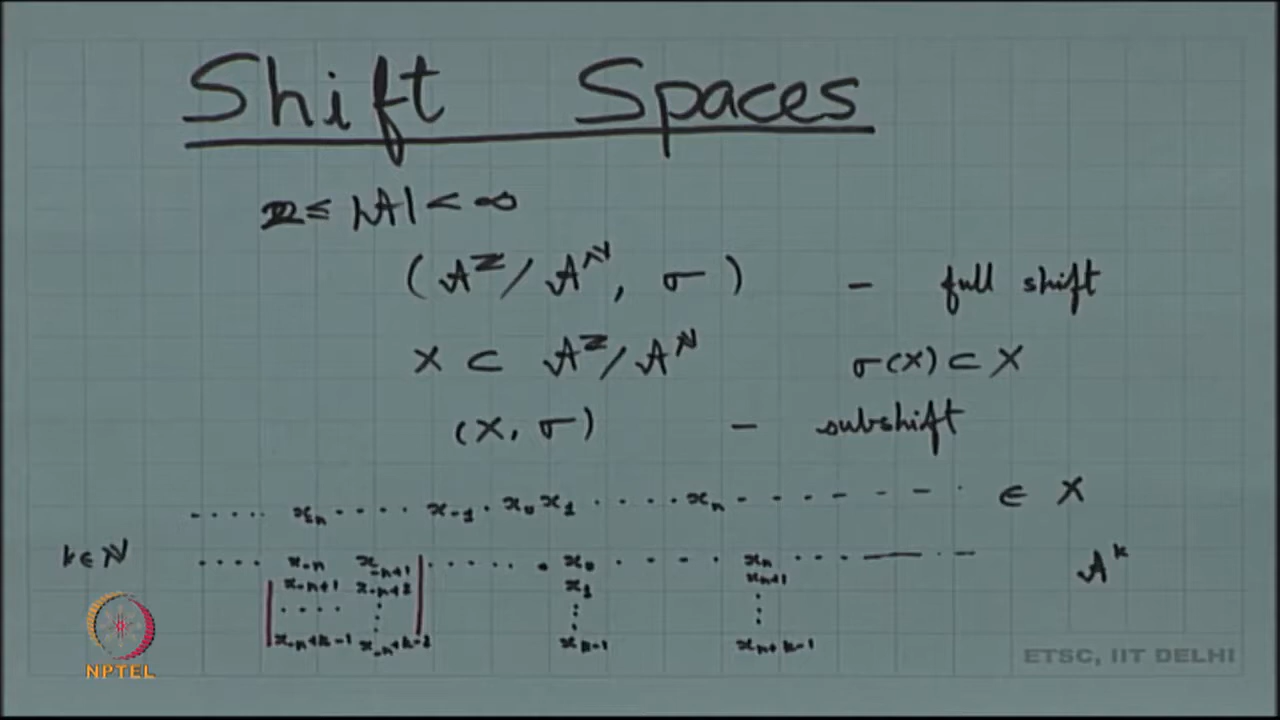 Shift Spaces
2 ≤ |A| < ∞
(A^Z / A^N, σ) – full shift
X ⊂ A^Z / A^N σ(X) ⊂ X
(X, σ) – subshift
..... x_-n ..... x_-1 . x_0 x_1 ..... x_n ------ . ∈ X
k∈N ..... x_-n x_-n+1 ...... . x_0 ...... x_n ...... A^k
x_-n+1 x_-n+2 x_1 x_n+1
..... ⋮ ⋮ ⋮
x_-n+k-1 x_-n+k-2 x_k-1 x_n+k-1
NPTEL
ETSC, IIT DELHI